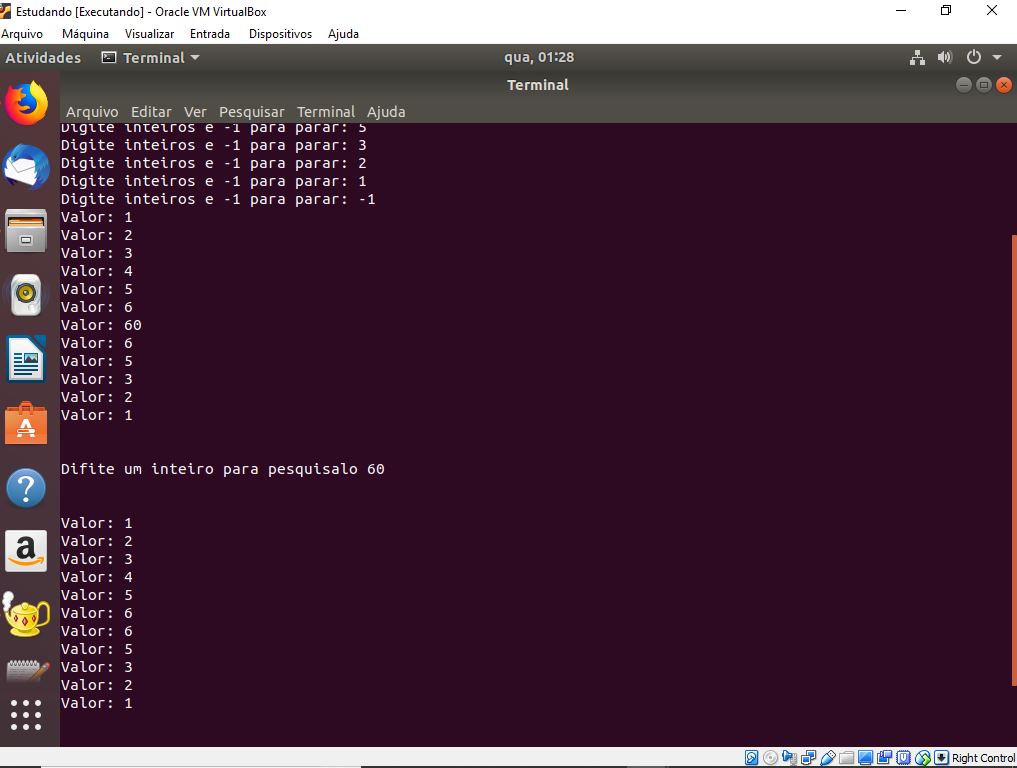 Estudando [Executando] - Oracle VM VirtualBox
Arquivo Máquina Visualizar Entrada Dispositivos Ajuda
Atividades Terminal qua, 01:28
Terminal
Arquivo Editar Ver Pesquisar Terminal Ajuda
Digite inteiros e -1 para parar: 5
Digite inteiros e -1 para parar: 3
Digite inteiros e -1 para parar: 2
Digite inteiros e -1 para parar: 1
Digite inteiros e -1 para parar: -1
Valor: 1
Valor: 2
Valor: 3
Valor: 4
Valor: 5
Valor: 6
Valor: 60
Valor: 6
Valor: 5
Valor: 3
Valor: 2
Valor: 1
Difite um inteiro para pesquisalo 60
Valor: 1
Valor: 2
Valor: 3
Valor: 4
Valor: 5
Valor: 6
Valor: 6
Valor: 5
Valor: 3
Valor: 2
Valor: 1
Right Control